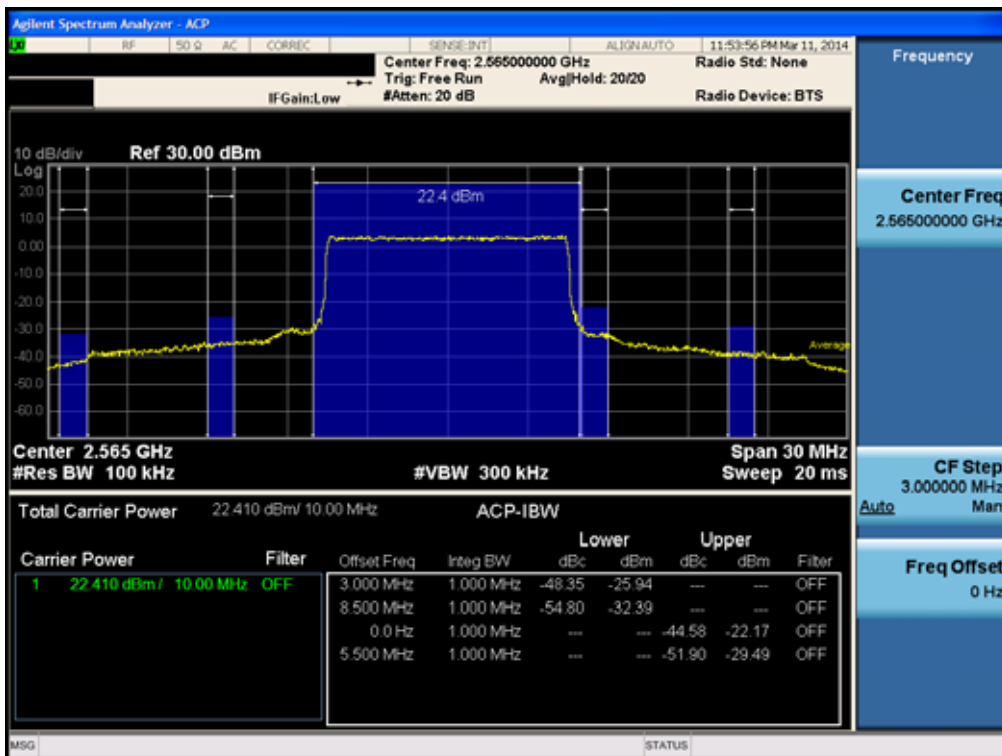 Agilent Spectrum Analyzer - ACP
LXI RF 50 Ω AC CORREC SENSE:INT ALIGN AUTO 11:53:56 PM Mar 11, 2014
Center Freq: 2.565000000 GHz Radio Std: None
Trig: Free Run Avg|Hold: 20/20
IFGain:Low #Atten: 20 dB Radio Device: BTS
Frequency
10 dB/div Ref 30.00 dBm
Log
20.0
10.0
0.00
-10.0
-20.0
-30.0
-40.0
-50.0
-60.0
22.4 dBm
Average
Center Freq
2.565000000 GHz
Center 2.565 GHz Span 30 MHz
#Res BW 100 kHz #VBW 300 kHz Sweep 20 ms
CF Step
3.000000 MHz
Auto Man
Total Carrier Power 22.410 dBm/ 10.00 MHz ACP-IBW
Lower Upper
Carrier Power Filter Offset Freq Integ BW dBc dBm dBc dBm Filter
1 22.410 dBm / 10.00 MHz OFF 3.000 MHz 1.000 MHz -48.35 -25.94 --- --- OFF
8.500 MHz 1.000 MHz -54.80 -32.39 --- --- OFF
0.0 Hz 1.000 MHz --- --- -44.58 -22.17 OFF
5.500 MHz 1.000 MHz --- --- -51.90 -29.49 OFF
Freq Offset
0 Hz
MSG STATUS